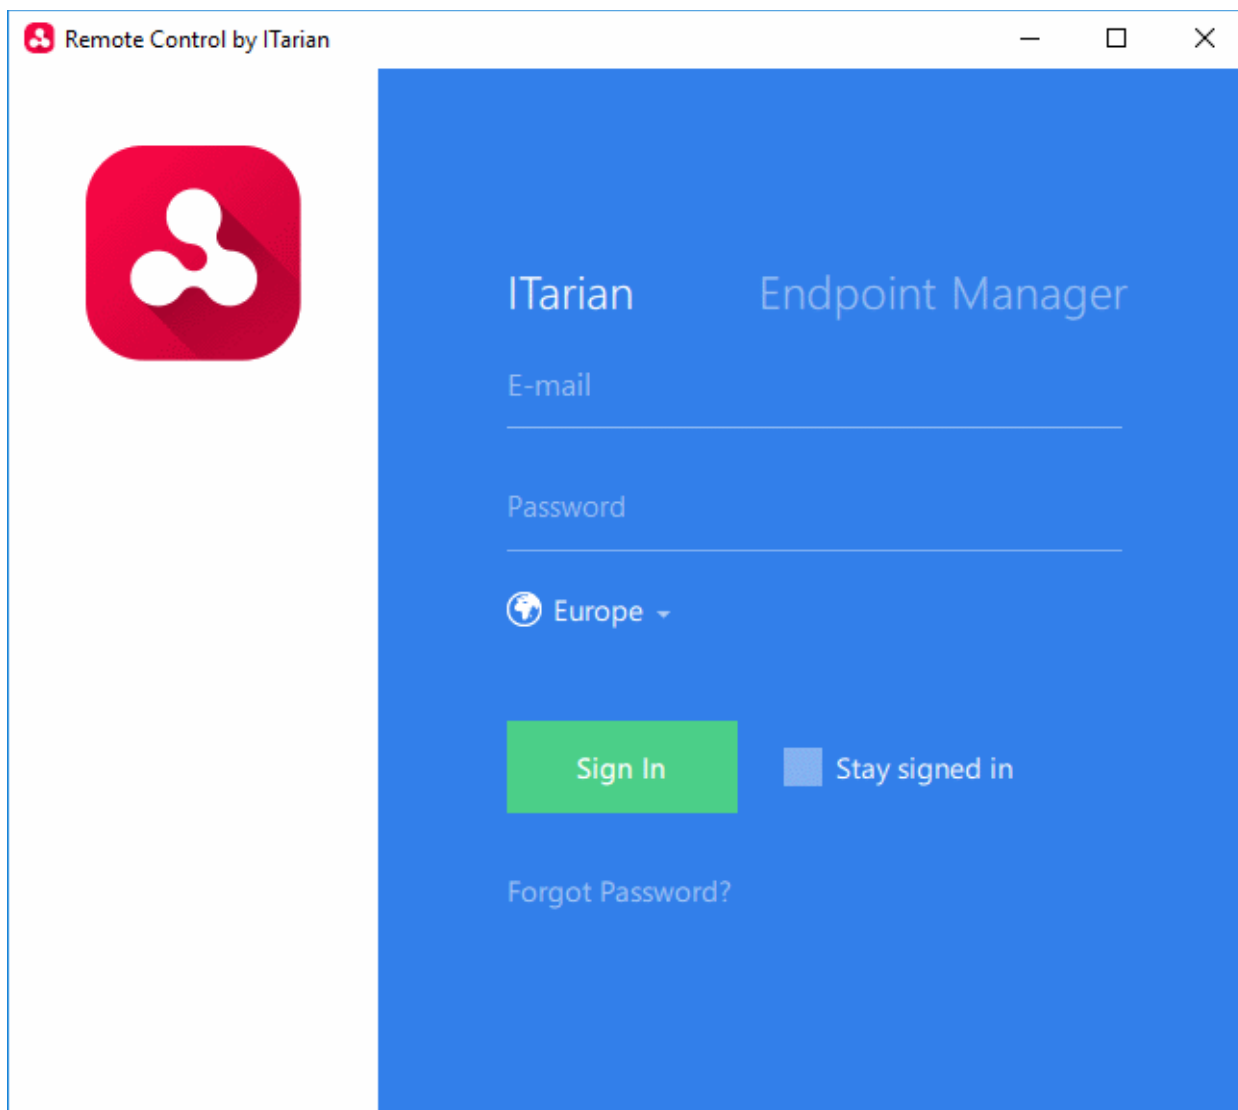 Remote Control by ITarian
ITarian Endpoint Manager
E-mail
Password
Europe
Sign In Stay signed in
Forgot Password?